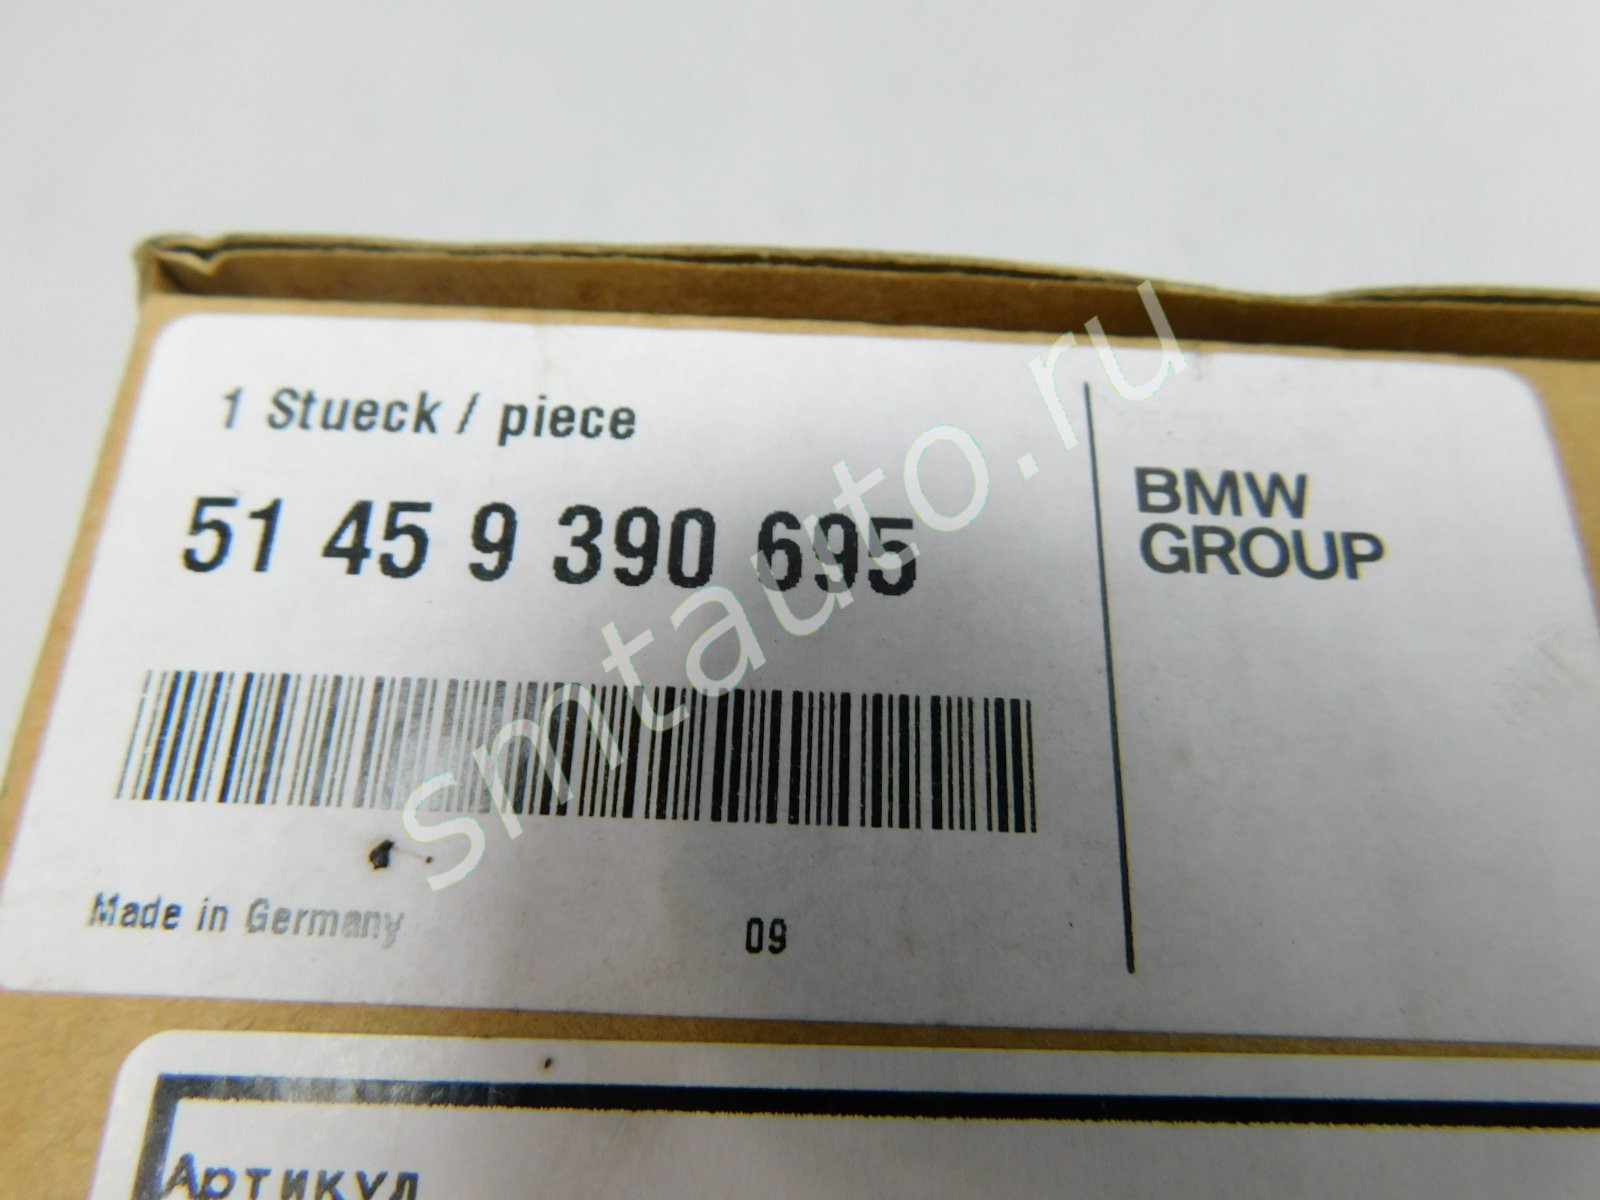 1 Stueck / piece
51 45 9 390 695
BMW
GROUP
Made in Germany
09
Артикул
smtauto.ru